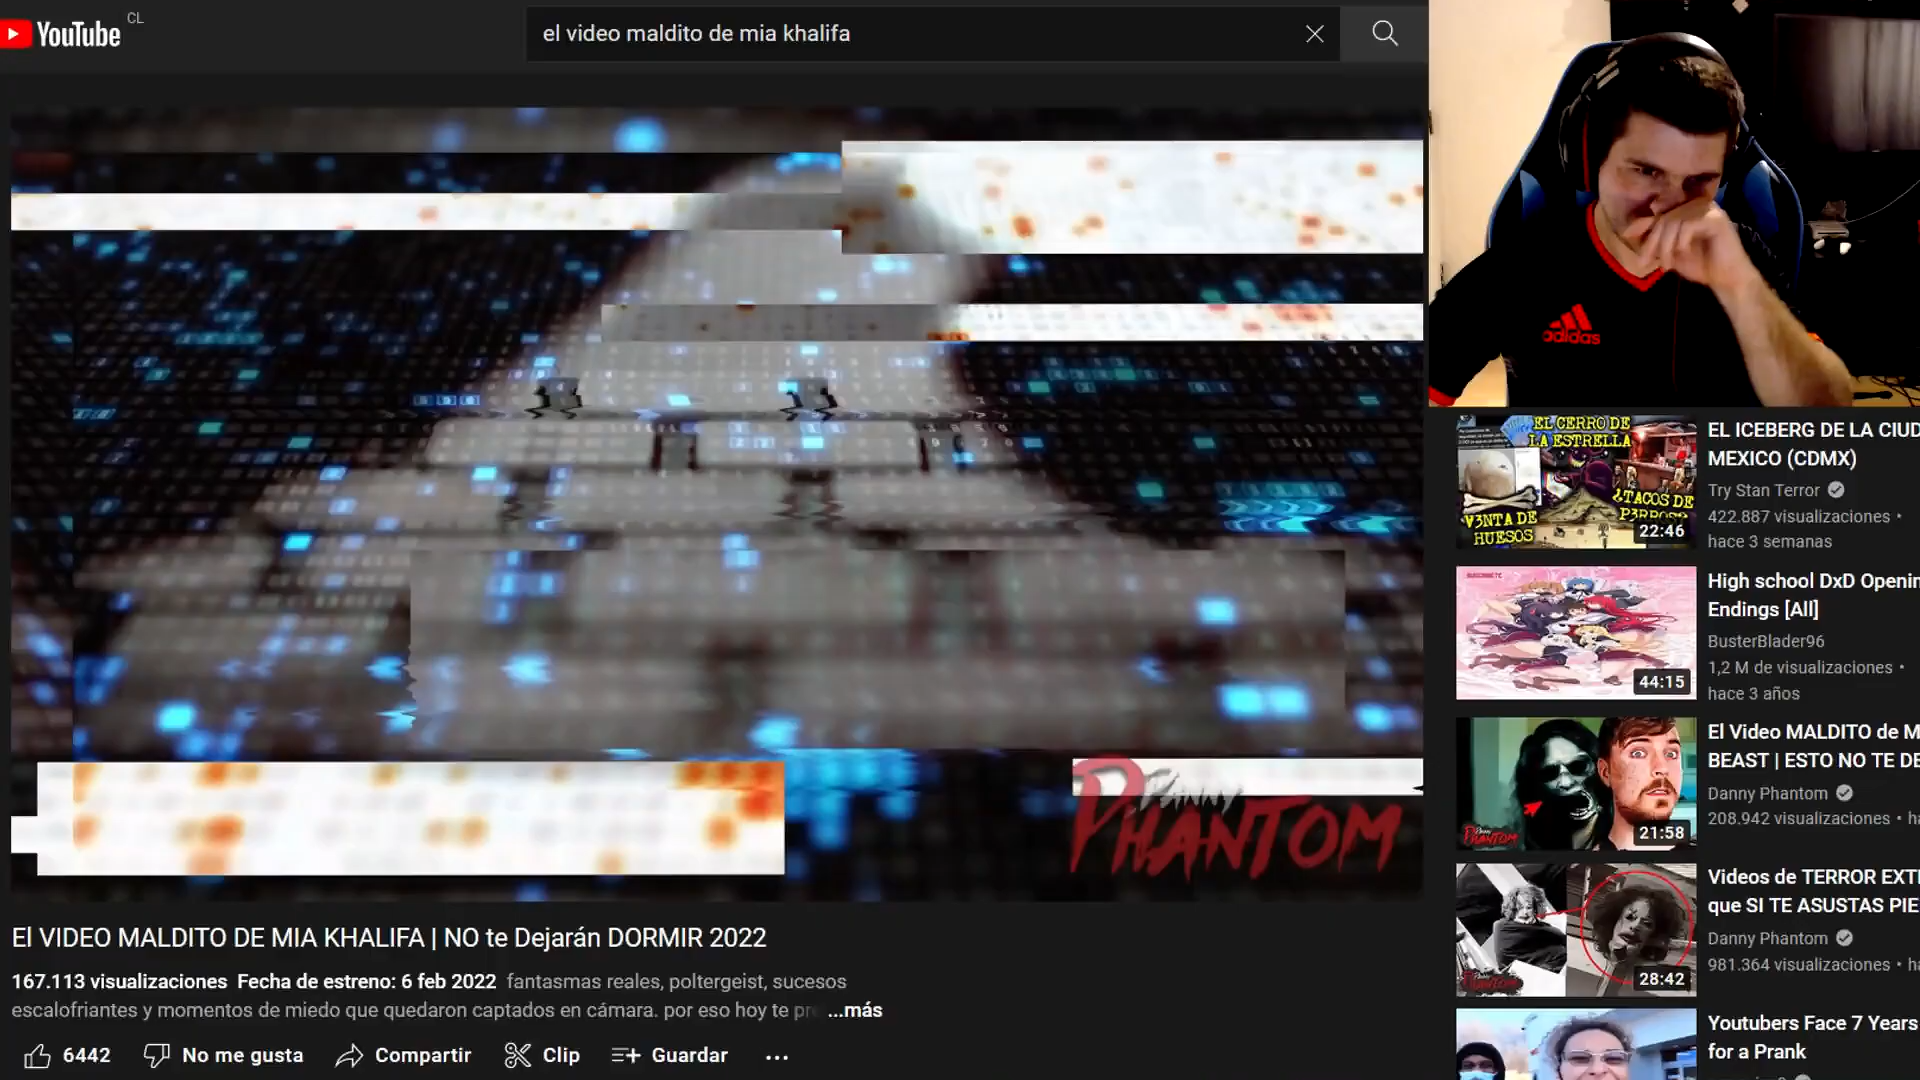 YouTube CL
el video maldito de mia khalifa
adidas
DANNY
PHANTOM
El VIDEO MALDITO DE MIA KHALIFA | NO te Dejarán DORMIR 2022
167.113 visualizaciones Fecha de estreno: 6 feb 2022 fantasmas reales, poltergeist, sucesos
escalofriantes y momentos de miedo que quedaron captados en cámara. por eso hoy te pr ...más
6442 No me gusta Compartir Clip Guardar ...
EL CERRO DE
LA ESTRELLA
V3NTA DE
HUESOS
¿TACOS DE
P3RROS?
22:46
EL ICEBERG DE LA CIUD
MEXICO (CDMX)
Try Stan Terror
422.887 visualizaciones •
hace 3 semanas
44:15
High school DxD Openin
Endings [All]
BusterBlader96
1,2 M de visualizaciones •
hace 3 años
PHANTOM
21:58
El Video MALDITO de M
BEAST | ESTO NO TE DE
Danny Phantom
208.942 visualizaciones • ha
28:42
Videos de TERROR EXT
que SI TE ASUSTAS PIE
Danny Phantom
981.364 visualizaciones • ha
Youtubers Face 7 Years
for a Prank